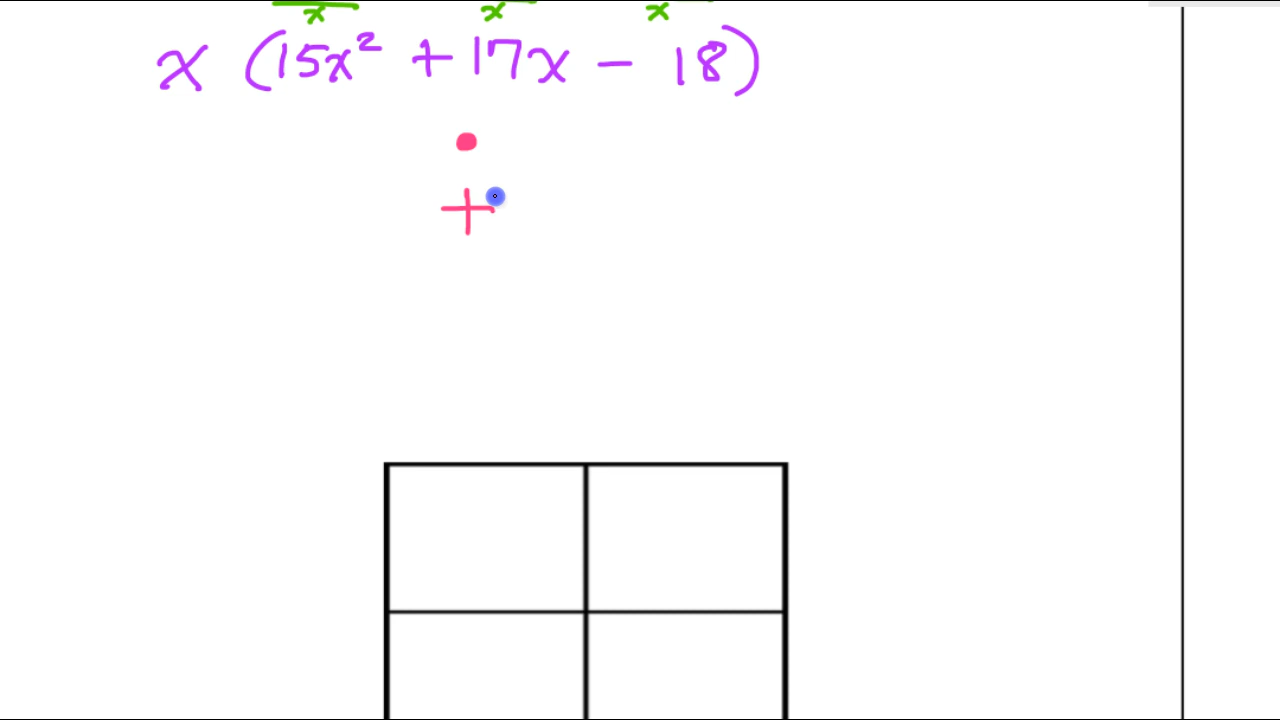 x x x
x (15x² + 17x - 18)
•
+